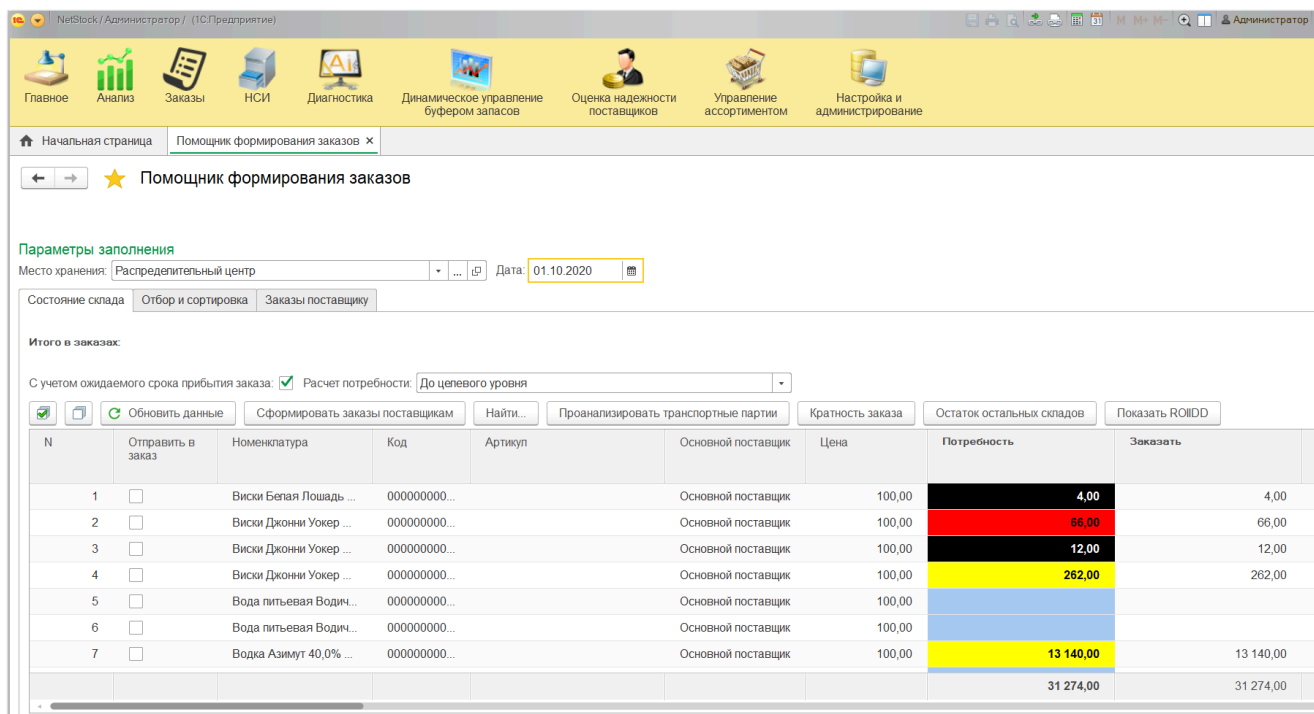 1С NetStock / Администратор / (1С:Предприятие) 31 M M+ M- Администратор
Главное Анализ Заказы НСИ Диагностика Динамическое управление буфером запасов Оценка надежности поставщиков Управление ассортиментом Настройка и администрирование
Начальная страница Помощник формирования заказов ×
Помощник формирования заказов
Параметры заполнения
Место хранения: Распределительный центр ... Дата: 01.10.2020
Состояние склада Отбор и сортировка Заказы поставщику
Итого в заказах:
С учетом ожидаемого срока прибытия заказа: Расчет потребности: До целевого уровня
Обновить данные Сформировать заказы поставщикам Найти... Проанализировать транспортные партии Кратность заказа Остаток остальных складов Показать ROIIDD
N Отправить в заказ Номенклатура Код Артикул Основной поставщик Цена Потребность Заказать
1 Виски Белая Лошадь ... 000000000... Основной поставщик 100,00 4,00 4,00
2 Виски Джонни Уокер ... 000000000... Основной поставщик 100,00 66,00 66,00
3 Виски Джонни Уокер ... 000000000... Основной поставщик 100,00 12,00 12,00
4 Виски Джонни Уокер ... 000000000... Основной поставщик 100,00 262,00 262,00
5 Вода питьевая Водич... 000000000... Основной поставщик 100,00
6 Вода питьевая Водич... 000000000... Основной поставщик 100,00
7 Водка Азимут 40,0% ... 000000000... Основной поставщик 100,00 13 140,00 13 140,00
31 274,00 31 274,00